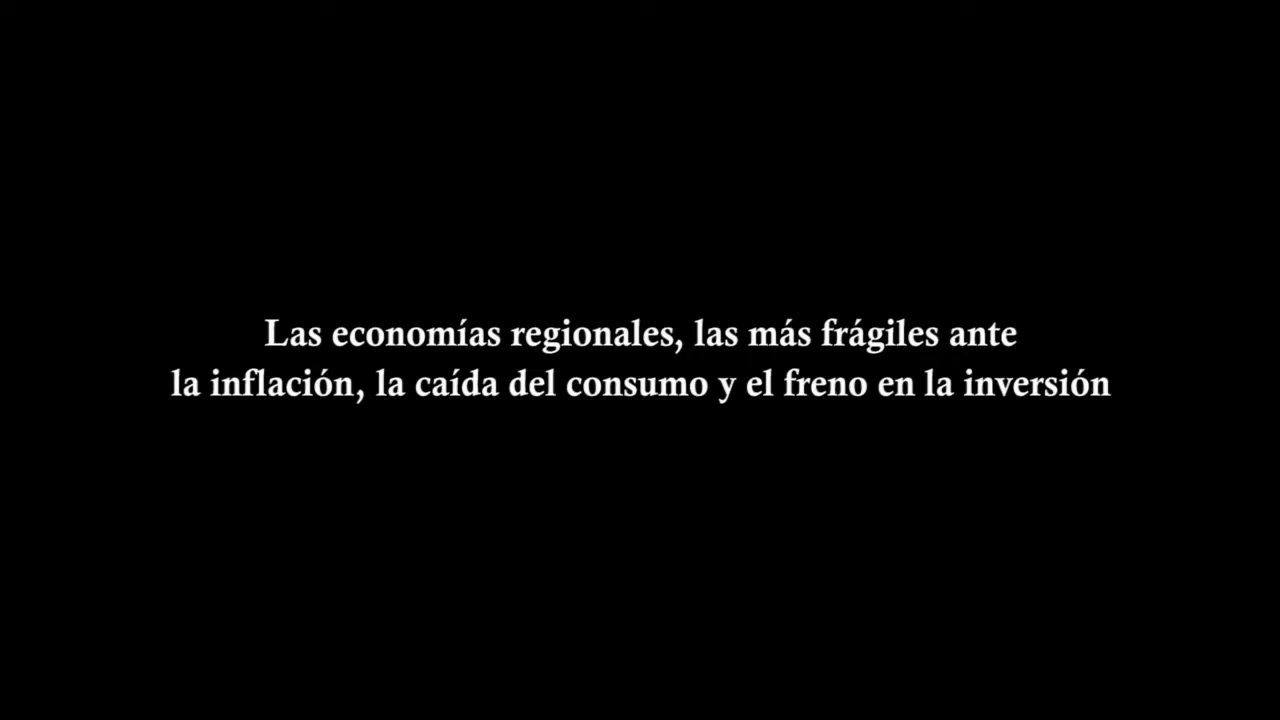 Las economías regionales, las más frágiles ante
la inflación, la caída del consumo y el freno en la inversión